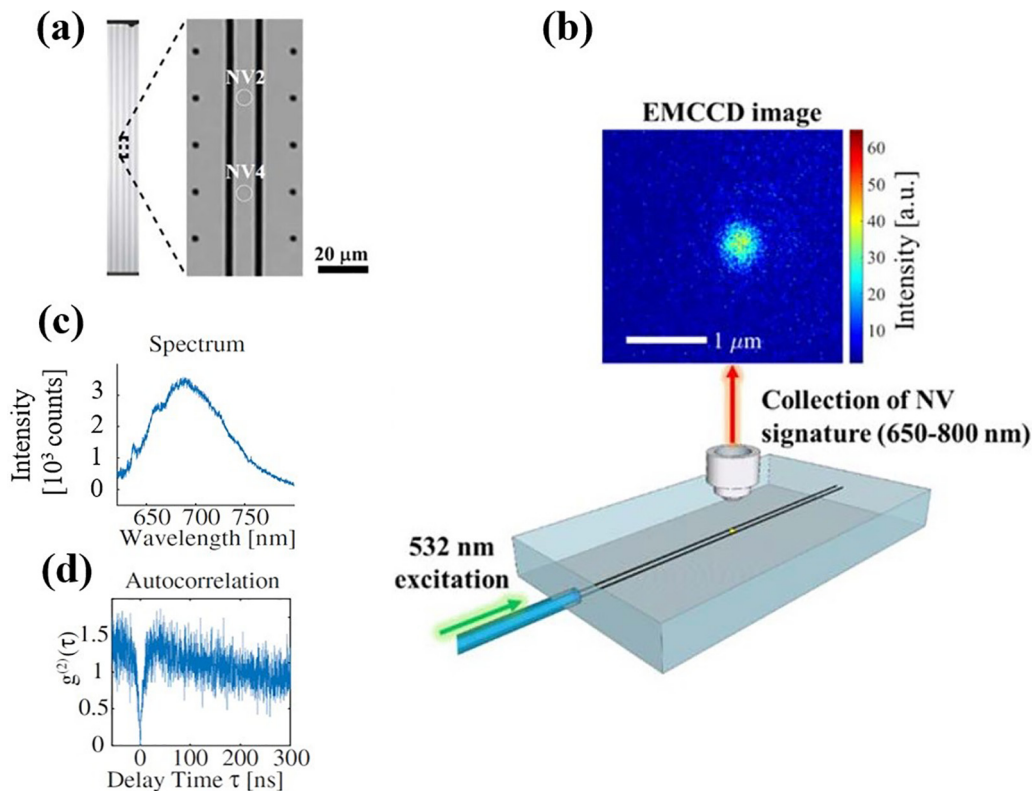 (a)
NV2
NV4
20 μm
(b)
EMCCD image
60
50
40
30
20
10
Intensity [a.u.]
1 μm
Collection of NV
signature (650-800 nm)
532 nm
excitation
(c)
Spectrum
Intensity
[10³ counts]
3
2
1
0
650 700 750
Wavelength [nm]
(d)
Autocorrelation
g⁽²⁾(τ)
1.5
1
0.5
0
0 100 200 300
Delay Time τ [ns]